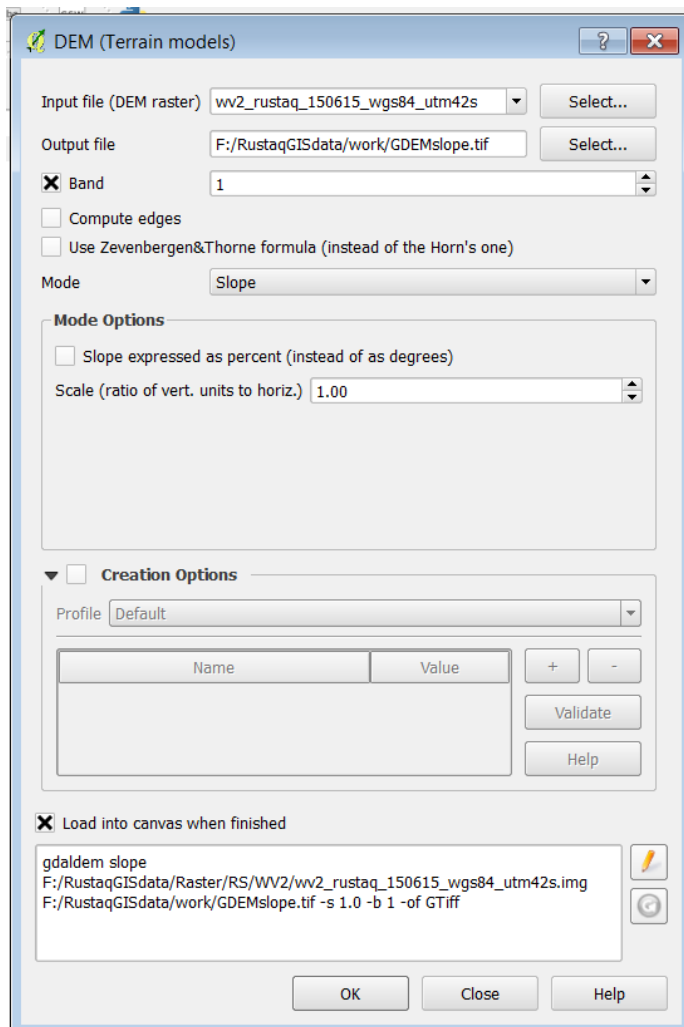 DEM (Terrain models)
Input file (DEM raster) wv2_rustaq_150615_wgs84_utm42s Select...
Output file F:/RustaqGISdata/work/GDEMslope.tif Select...
Band 1
Compute edges
Use Zevenbergen&Thorne formula (instead of the Horn's one)
Mode Slope
Mode Options
Slope expressed as percent (instead of as degrees)
Scale (ratio of vert. units to horiz.) 1.00
Creation Options
Profile Default
Name Value + -
Validate
Help
Load into canvas when finished
gdaldem slope
F:/RustaqGISdata/Raster/RS/WV2/wv2_rustaq_150615_wgs84_utm42s.img
F:/RustaqGISdata/work/GDEMslope.tif -s 1.0 -b 1 -of GTiff
OK Close Help